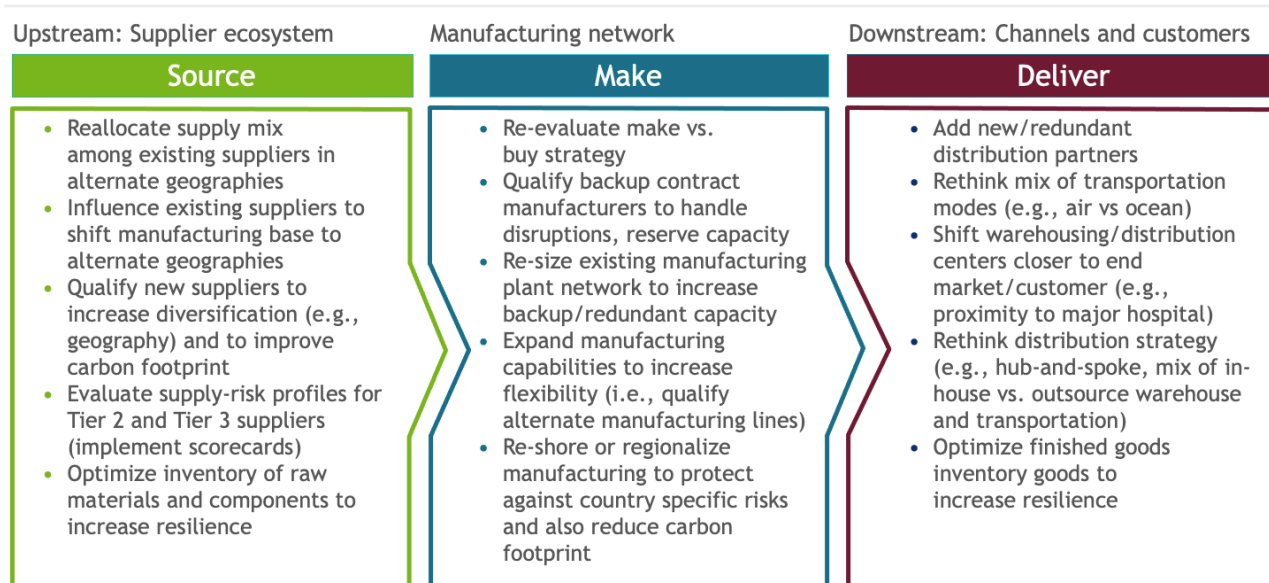 Upstream: Supplier ecosystem
Source
• Reallocate supply mix
among existing suppliers in
alternate geographies
• Influence existing suppliers to
shift manufacturing base to
alternate geographies
• Qualify new suppliers to
increase diversification (e.g.,
geography) and to improve
carbon footprint
• Evaluate supply-risk profiles for
Tier 2 and Tier 3 suppliers
(implement scorecards)
• Optimize inventory of raw
materials and components to
increase resilience
Manufacturing network
Make
• Re-evaluate make vs.
buy strategy
• Qualify backup contract
manufacturers to handle
disruptions, reserve capacity
• Re-size existing manufacturing
plant network to increase
backup/redundant capacity
• Expand manufacturing
capabilities to increase
flexibility (i.e., qualify
alternate manufacturing lines)
• Re-shore or regionalize
manufacturing to protect
against country specific risks
and also reduce carbon
footprint
Downstream: Channels and customers
Deliver
• Add new/redundant
distribution partners
• Rethink mix of transportation
modes (e.g., air vs ocean)
• Shift warehousing/distribution
centers closer to end
market/customer (e.g.,
proximity to major hospital)
• Rethink distribution strategy
(e.g., hub-and-spoke, mix of in-
house vs. outsource warehouse
and transportation)
• Optimize finished goods
inventory goods to
increase resilience